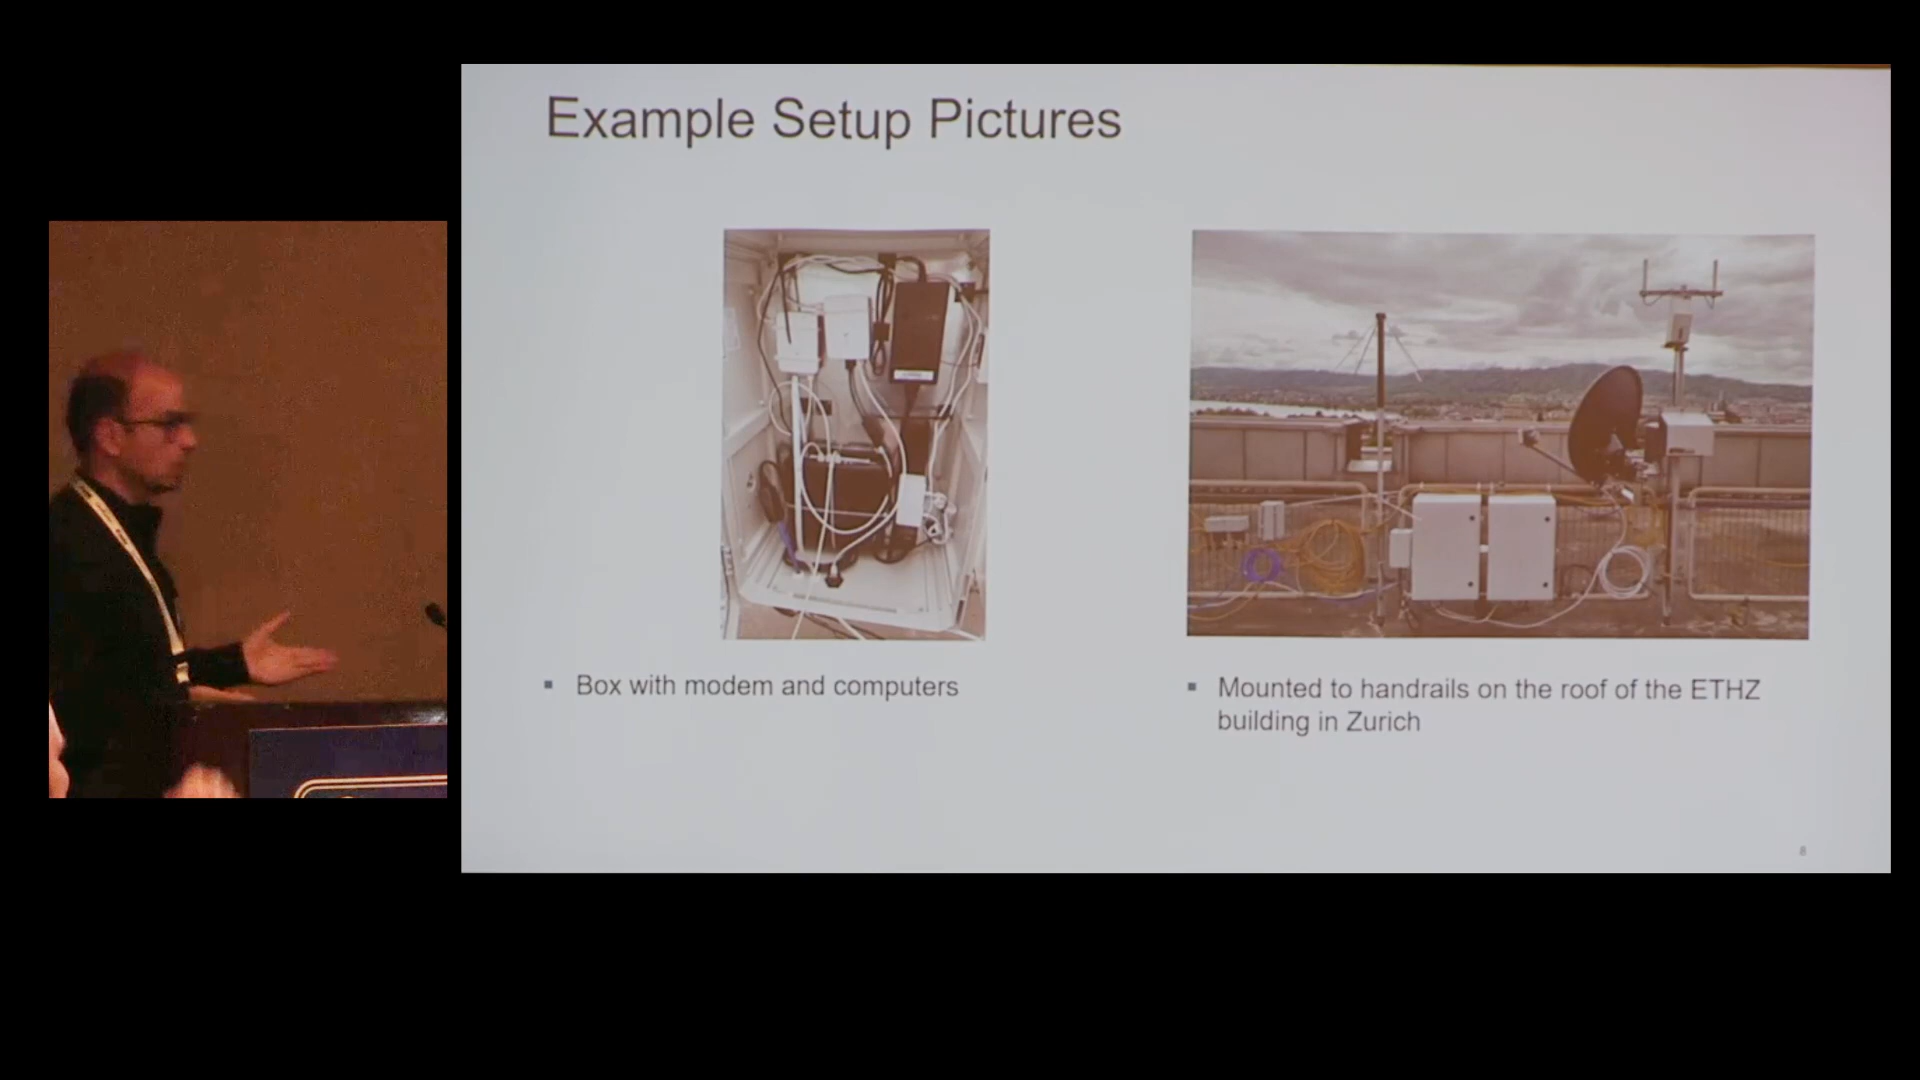 Example Setup Pictures
▪ Box with modem and computers
▪ Mounted to handrails on the roof of the ETHZ
building in Zurich
8